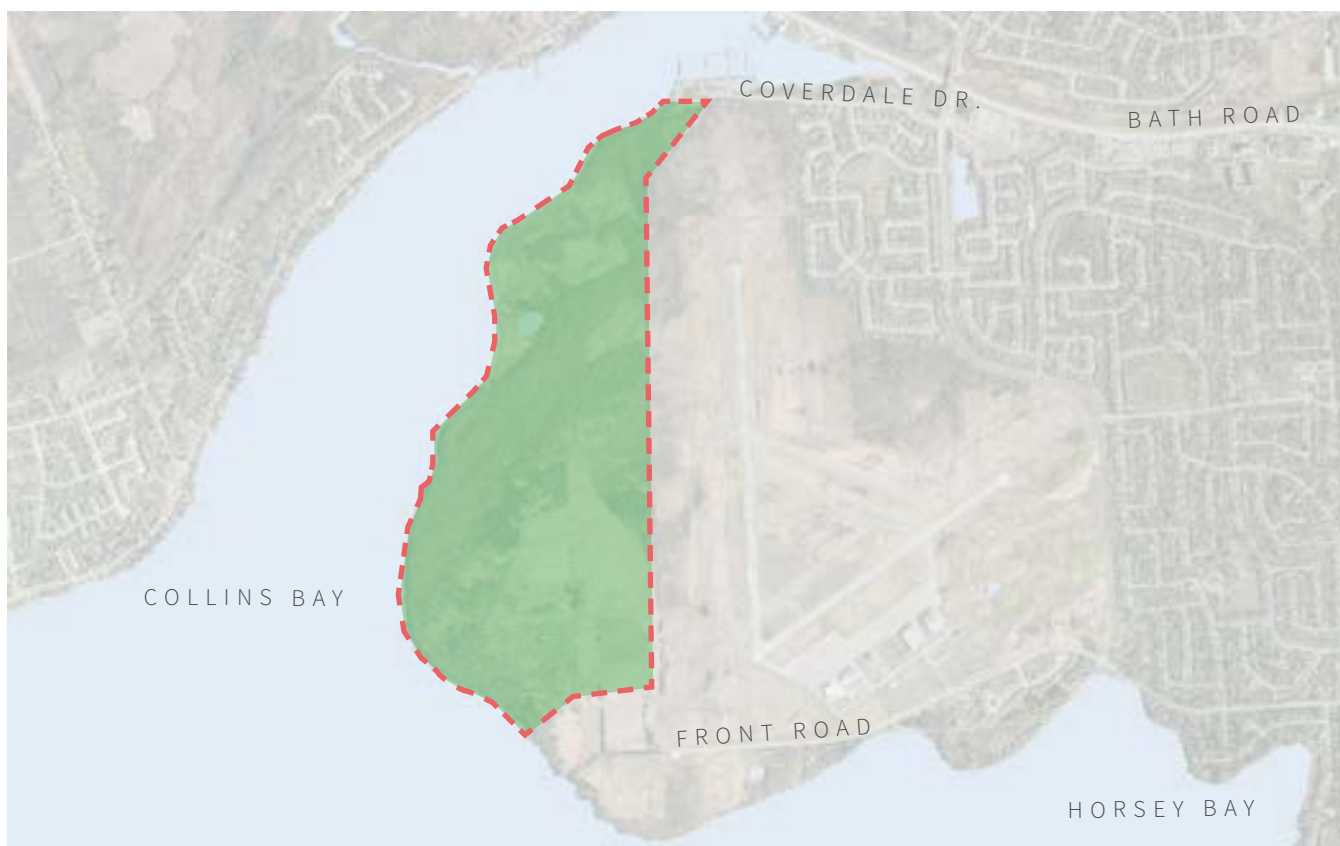 COVERDALE DR.
BATH ROAD
COLLINS BAY
FRONT ROAD
HORSEY BAY